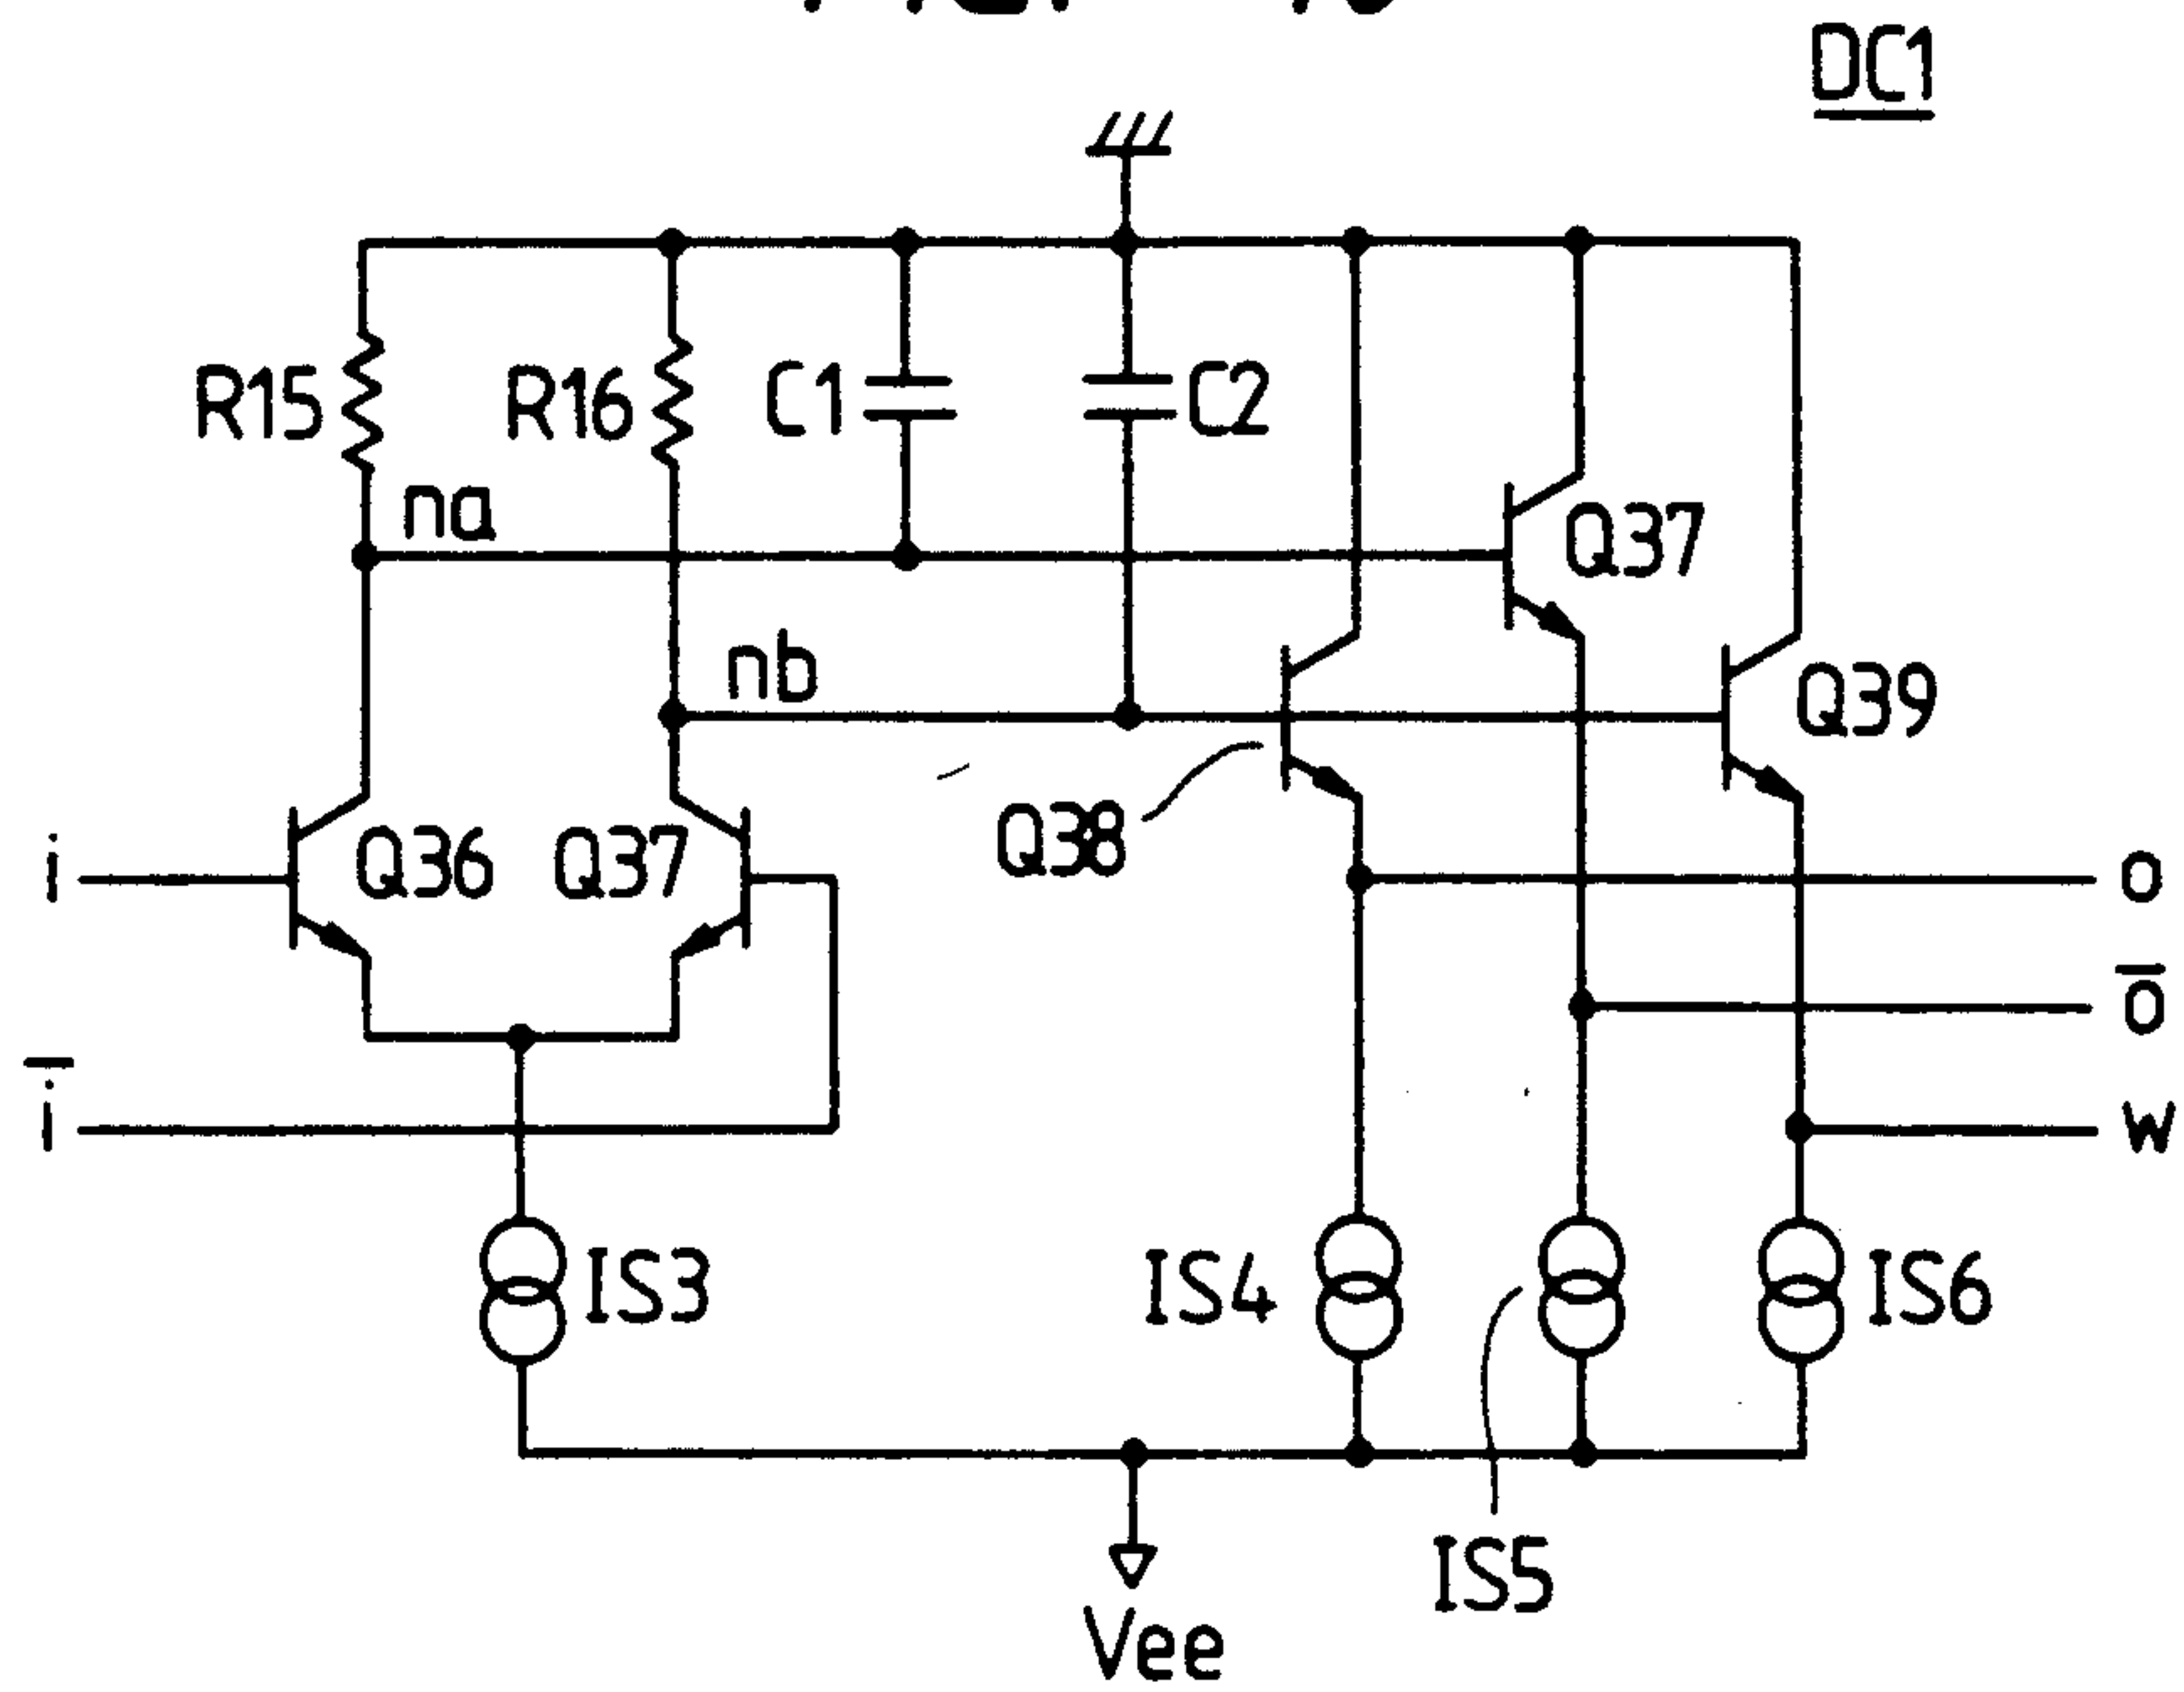 DC1
R15
R16
C1
C2
na
Q37
nb
Q39
i
Q36
Q37
Q38
o
o̅
i̅
w
IS3
IS4
IS6
IS5
Vee